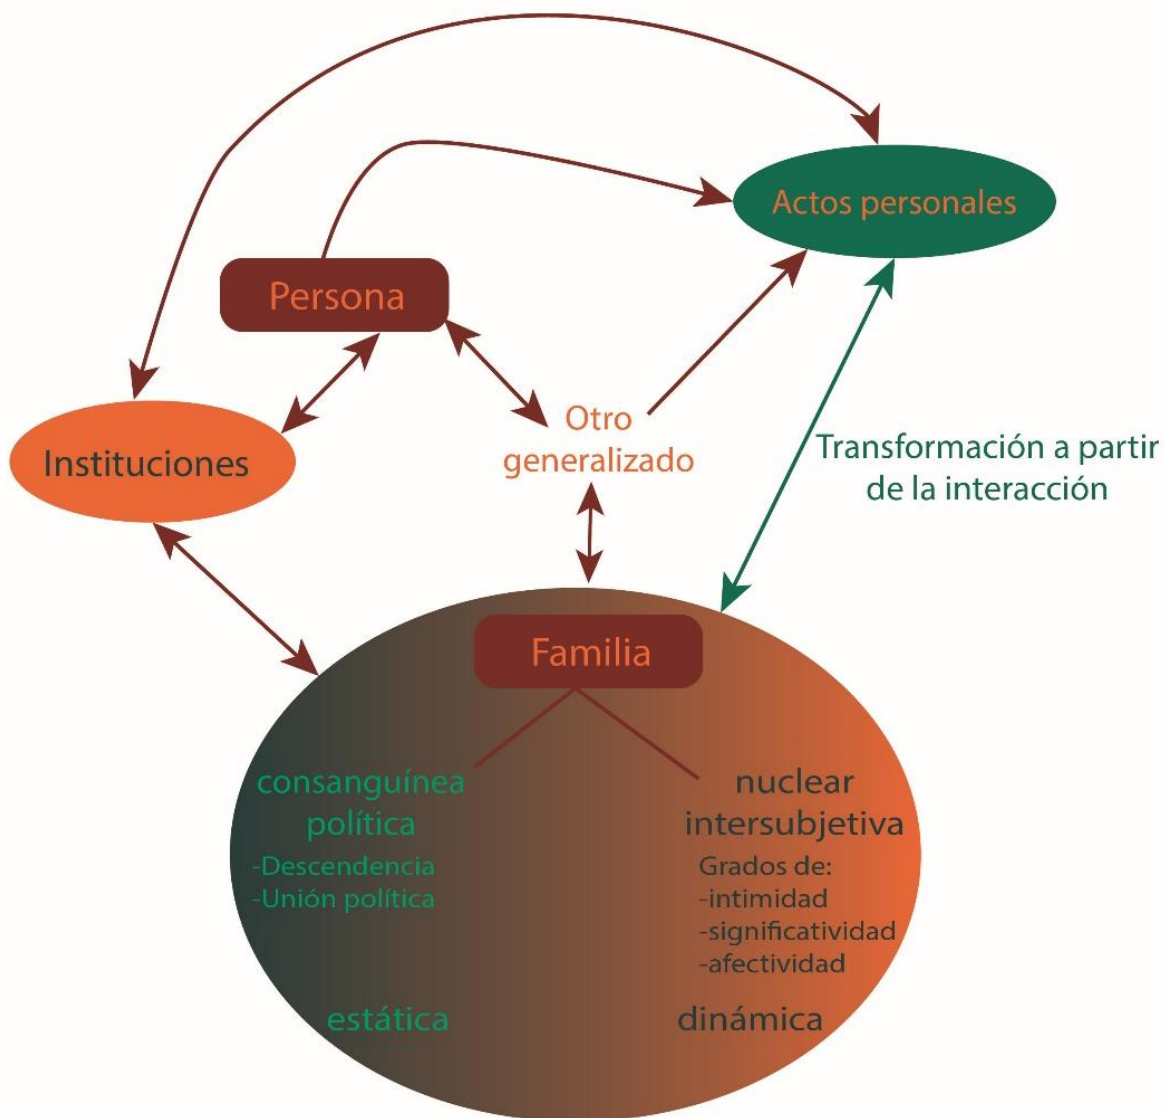 Actos personales
Persona
Otro
generalizado
Instituciones
Transformación a partir
de la interacción
Familia
consanguínea
política
-Descendencia
-Unión política
estática
nuclear
intersubjetiva
Grados de:
-intimidad
-significatividad
-afectividad
dinámica